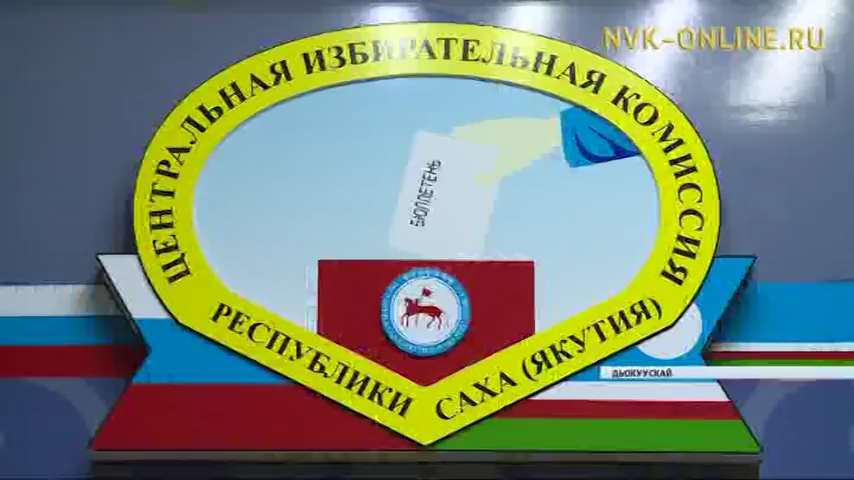 NVK-ONLINE.RU
ЦЕНТРАЛЬНАЯ ИЗБИРАТЕЛЬНАЯ КОМИССИЯ
БЮЛЛЕТЕНЬ
РЕСПУБЛИКИ САХА (ЯКУТИЯ)
ДЬОКУУСКАЙ